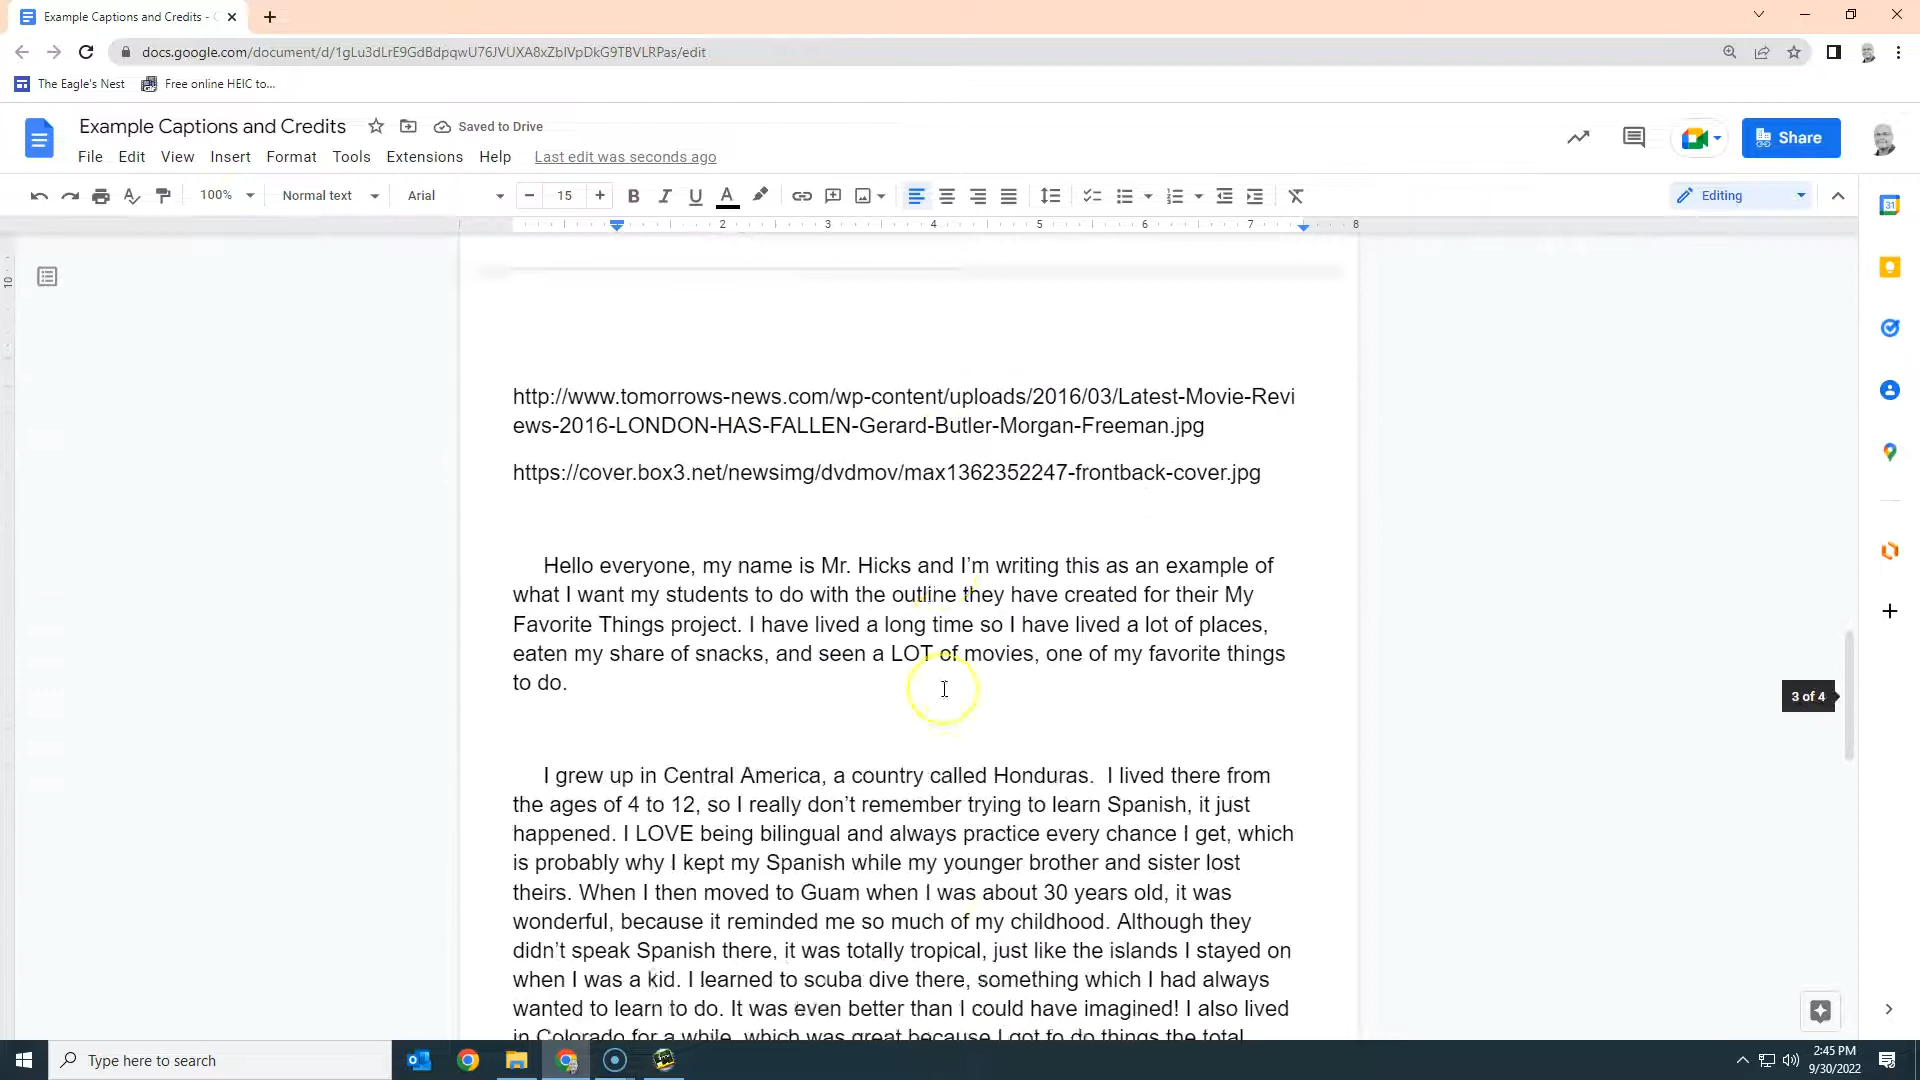 Example Captions and Credits -
docs.google.com/document/d/1gLu3dLrE9GdBdpqwU76JVUXA8xZbIVpDkG9TBVLRPas/edit
The Eagle's Nest
Free online HEIC to...
Example Captions and Credits
Saved to Drive
File Edit View Insert Format Tools Extensions Help Last edit was seconds ago
Share
100% Normal text Arial 15 Editing
2 3 4 5 6 7 8
10
http://www.tomorrows-news.com/wp-content/uploads/2016/03/Latest-Movie-Revi
ews-2016-LONDON-HAS-FALLEN-Gerard-Butler-Morgan-Freeman.jpg
https://cover.box3.net/newsimg/dvdmov/max1362352247-frontback-cover.jpg
Hello everyone, my name is Mr. Hicks and I'm writing this as an example of
what I want my students to do with the outline they have created for their My
Favorite Things project. I have lived a long time so I have lived a lot of places,
eaten my share of snacks, and seen a LOT of movies, one of my favorite things
to do.
3 of 4
I grew up in Central America, a country called Honduras.  I lived there from
the ages of 4 to 12, so I really don't remember trying to learn Spanish, it just
happened. I LOVE being bilingual and always practice every chance I get, which
is probably why I kept my Spanish while my younger brother and sister lost
theirs. When I then moved to Guam when I was about 30 years old, it was
wonderful, because it reminded me so much of my childhood. Although they
didn't speak Spanish there, it was totally tropical, just like the islands I stayed on
when I was a kid. I learned to scuba dive there, something which I had always
wanted to learn to do. It was even better than I could have imagined! I also lived
in Colorado for a while, which was great because I got to do things the total
Type here to search
2:45 PM
9/30/2022